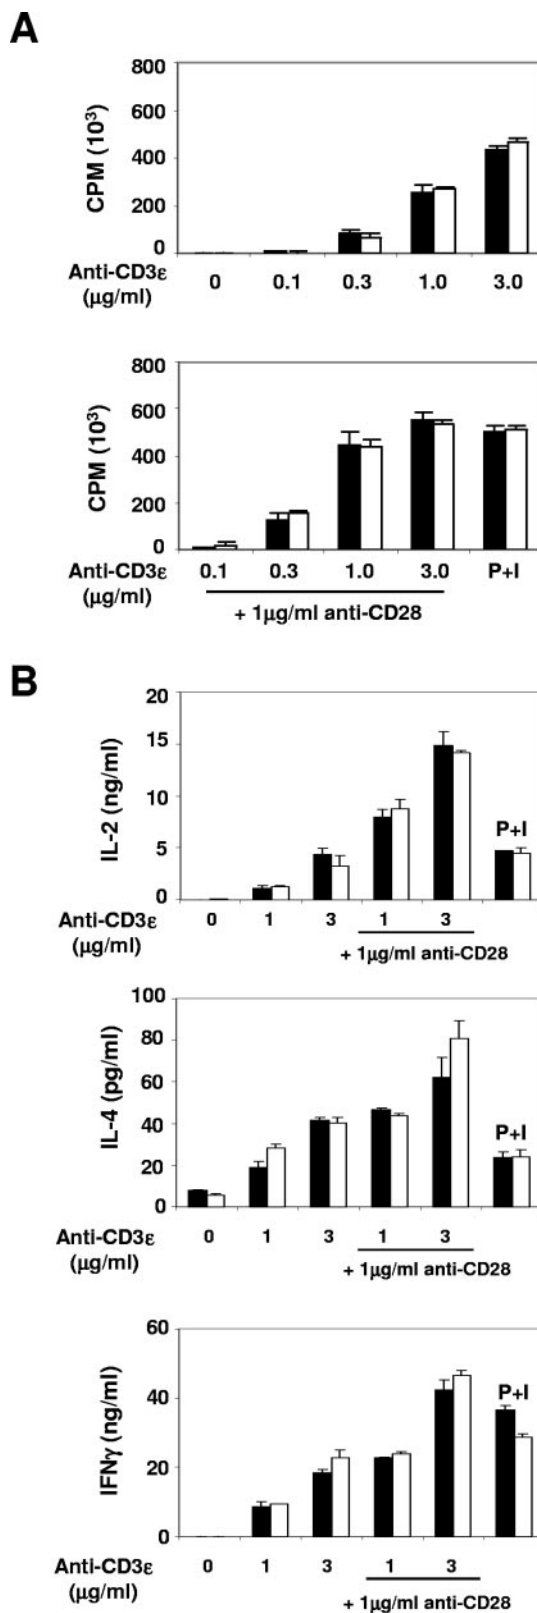 A
800
600
400
200
0
CPM (10³)
Anti-CD3ε
(μg/ml)
0 0.1 0.3 1.0 3.0
800
600
400
200
0
CPM (10³)
Anti-CD3ε
(μg/ml)
0.1 0.3 1.0 3.0 P+I
+ 1μg/ml anti-CD28
B
20
15
10
5
0
IL-2 (ng/ml)
P+I
Anti-CD3ε
(μg/ml)
0 1 3 1 3
+ 1μg/ml anti-CD28
100
80
60
40
20
0
IL-4 (pg/ml)
P+I
Anti-CD3ε
(μg/ml)
0 1 3 1 3
+ 1μg/ml anti-CD28
60
40
20
0
IFNγ (ng/ml)
P+I
Anti-CD3ε
(μg/ml)
0 1 3 1 3
+ 1μg/ml anti-CD28